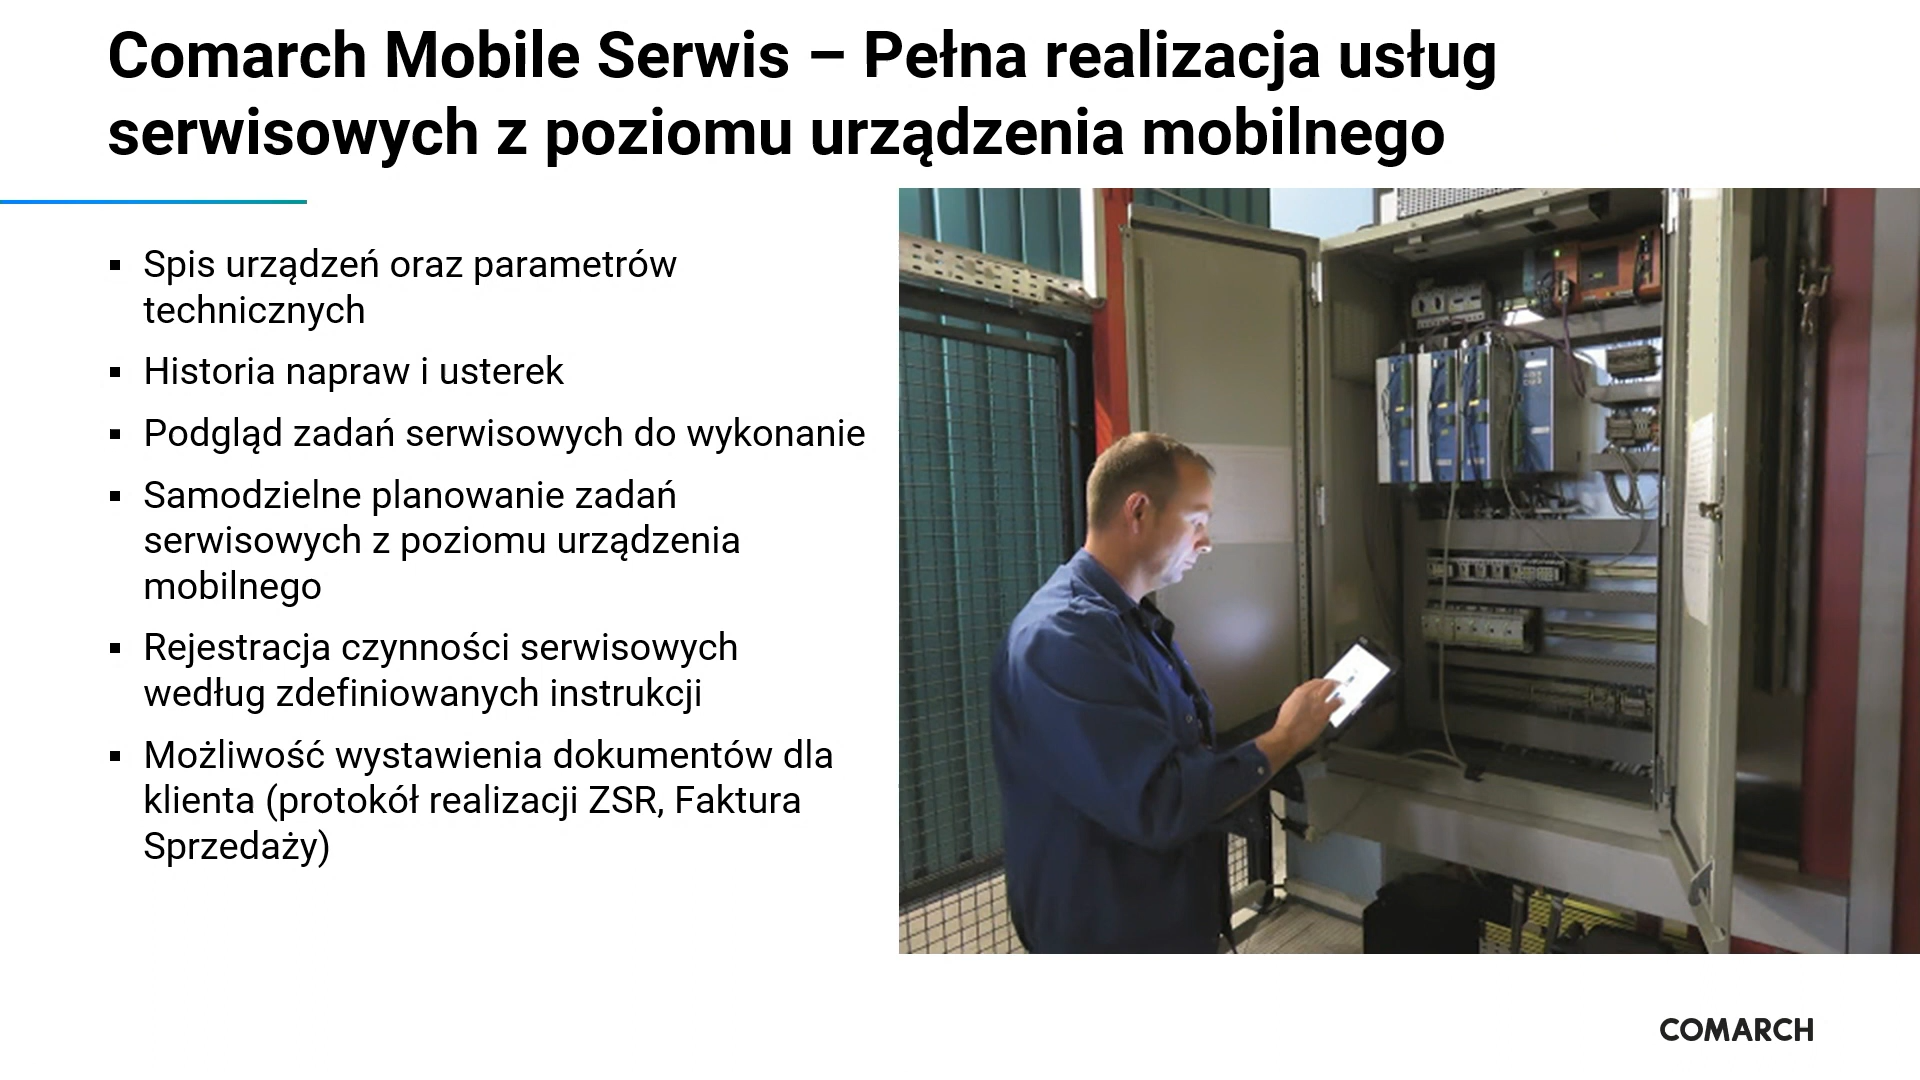 Comarch Mobile Serwis – Pełna realizacja usług
serwisowych z poziomu urządzenia mobilnego
▪ Spis urządzeń oraz parametrów
technicznych
▪ Historia napraw i usterek
▪ Podgląd zadań serwisowych do wykonanie
▪ Samodzielne planowanie zadań
serwisowych z poziomu urządzenia
mobilnego
▪ Rejestracja czynności serwisowych
według zdefiniowanych instrukcji
▪ Możliwość wystawienia dokumentów dla
klienta (protokół realizacji ZSR, Faktura
Sprzedaży)
COMARCH